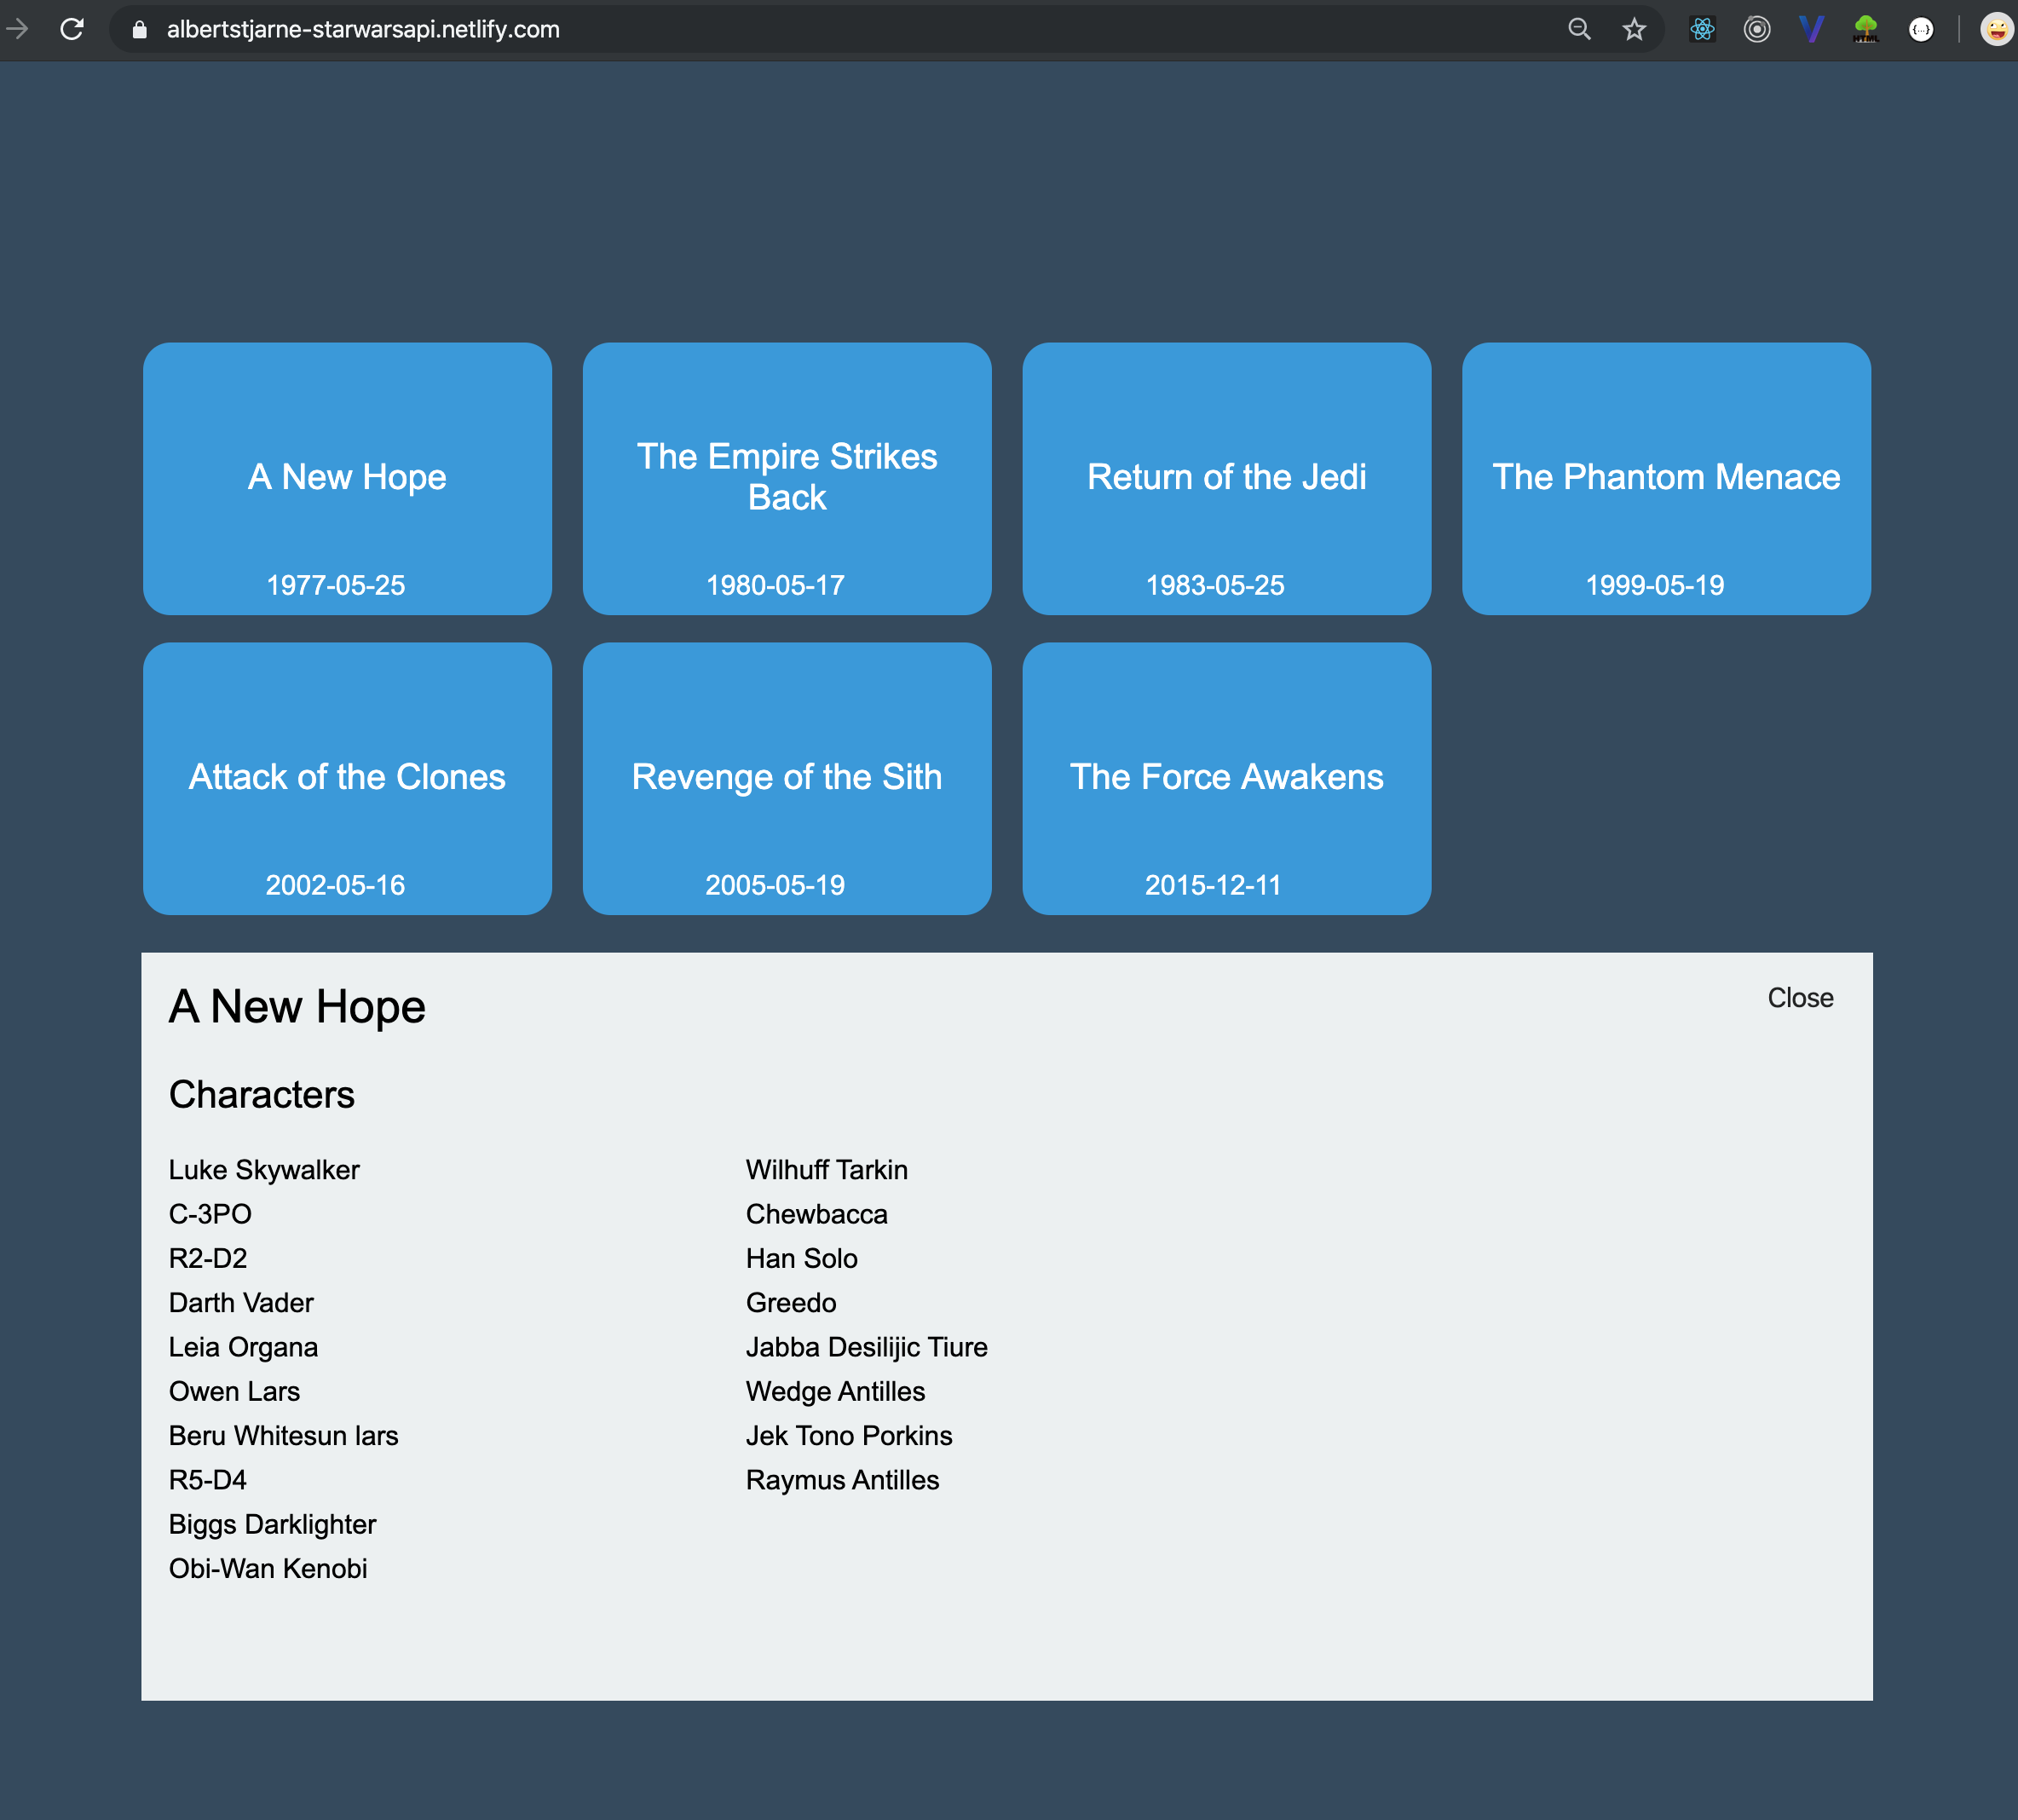 albertstjarne-starwarsapi.netlify.com
A New Hope
1977-05-25
The Empire Strikes
Back
1980-05-17
Return of the Jedi
1983-05-25
The Phantom Menace
1999-05-19
Attack of the Clones
2002-05-16
Revenge of the Sith
2005-05-19
The Force Awakens
2015-12-11
A New Hope
Close
Characters
Luke Skywalker
C-3PO
R2-D2
Darth Vader
Leia Organa
Owen Lars
Beru Whitesun lars
R5-D4
Biggs Darklighter
Obi-Wan Kenobi
Wilhuff Tarkin
Chewbacca
Han Solo
Greedo
Jabba Desilijic Tiure
Wedge Antilles
Jek Tono Porkins
Raymus Antilles